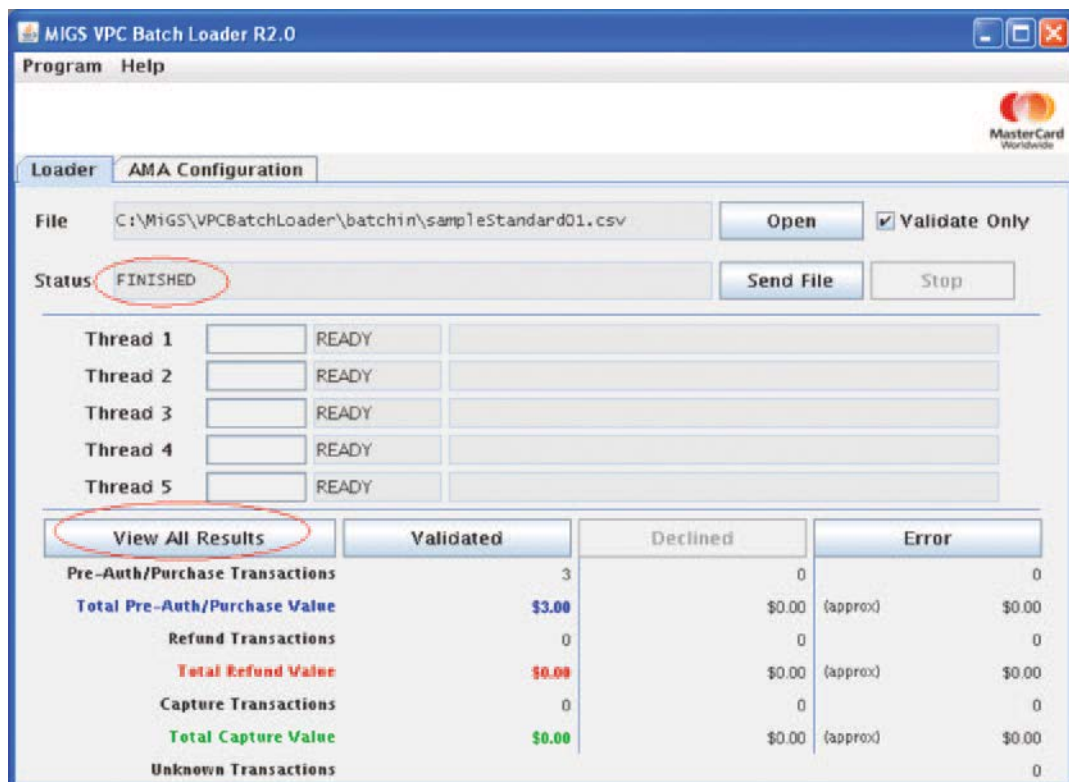 MIGS VPC Batch Loader R2.0
Program Help
MasterCard
Worldwide
Loader AMA Configuration
File C:\MiGS\VPCBatchLoader\batchin\sampleStandard01.csv Open Validate Only
Status FINISHED Send File Stop
Thread 1 READY
Thread 2 READY
Thread 3 READY
Thread 4 READY
Thread 5 READY
View All Results Validated Declined Error
Pre-Auth/Purchase Transactions 3 0 0
Total Pre-Auth/Purchase Value $3.00 $0.00 (approx) $0.00
Refund Transactions 0 0 0
Total Refund Value $0.00 $0.00 (approx) $0.00
Capture Transactions 0 0 0
Total Capture Value $0.00 $0.00 (approx) $0.00
Unknown Transactions 0